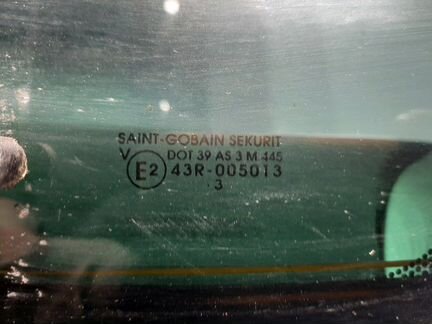 SAINT-GOBAIN SEKURIT
V DOT 39 AS 3 M 445
E2 43R-005013
3